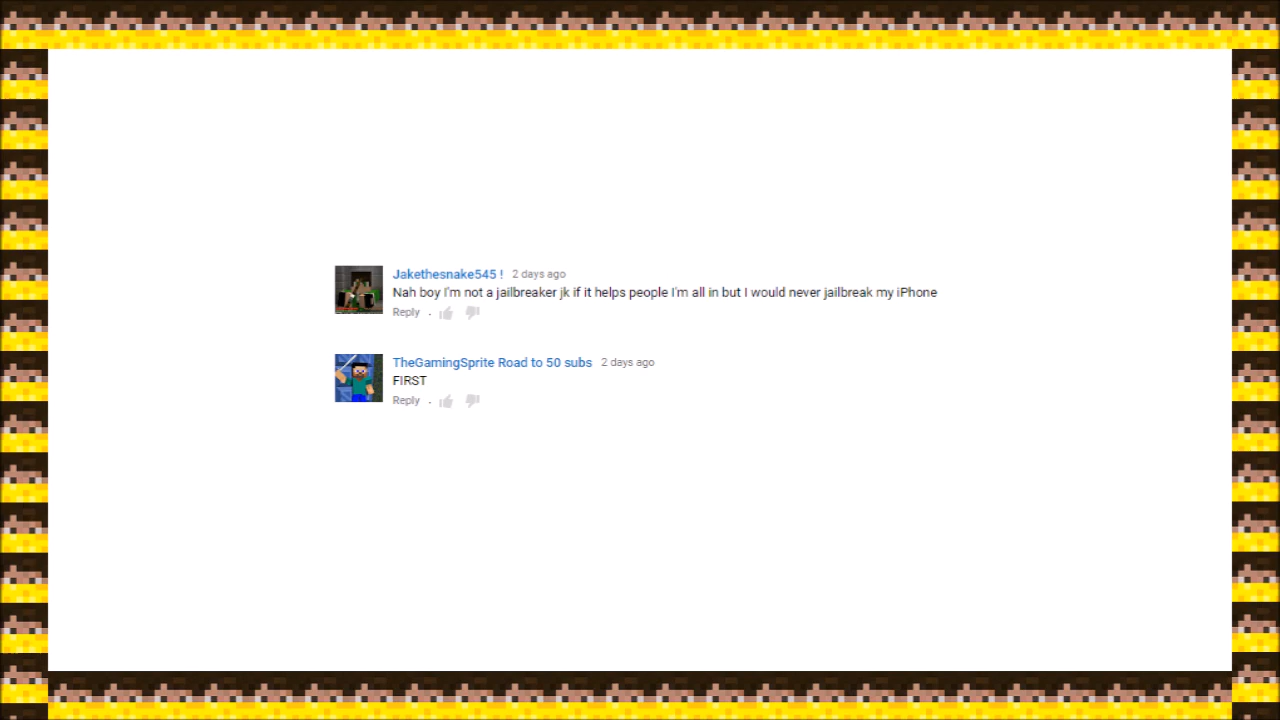 Jakethesnake545 ! 2 days ago
Nah boy I'm not a jailbreaker jk if it helps people I'm all in but I would never jailbreak my iPhone
Reply .
TheGamingSprite Road to 50 subs 2 days ago
FIRST
Reply .